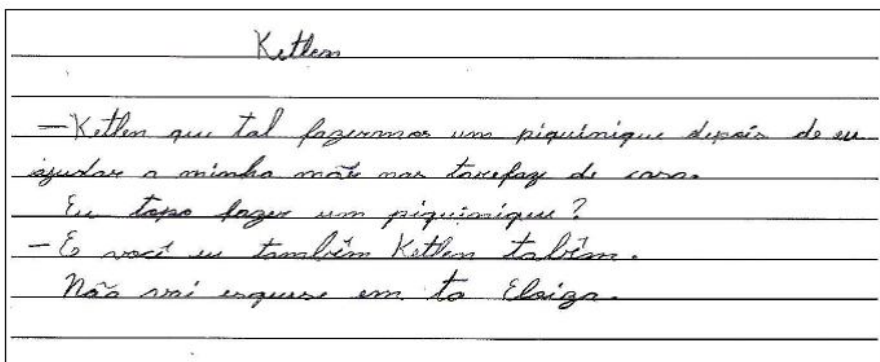 Ketlen
— Ketlen que tal fazermos um piquinique depois de eu
ajudar a minha mãe nas tarefaz de casa.
Eu topo fazer um piquinique?
– E você eu também Ketlen tabém.
Não vai esquese em ta Eloiza.